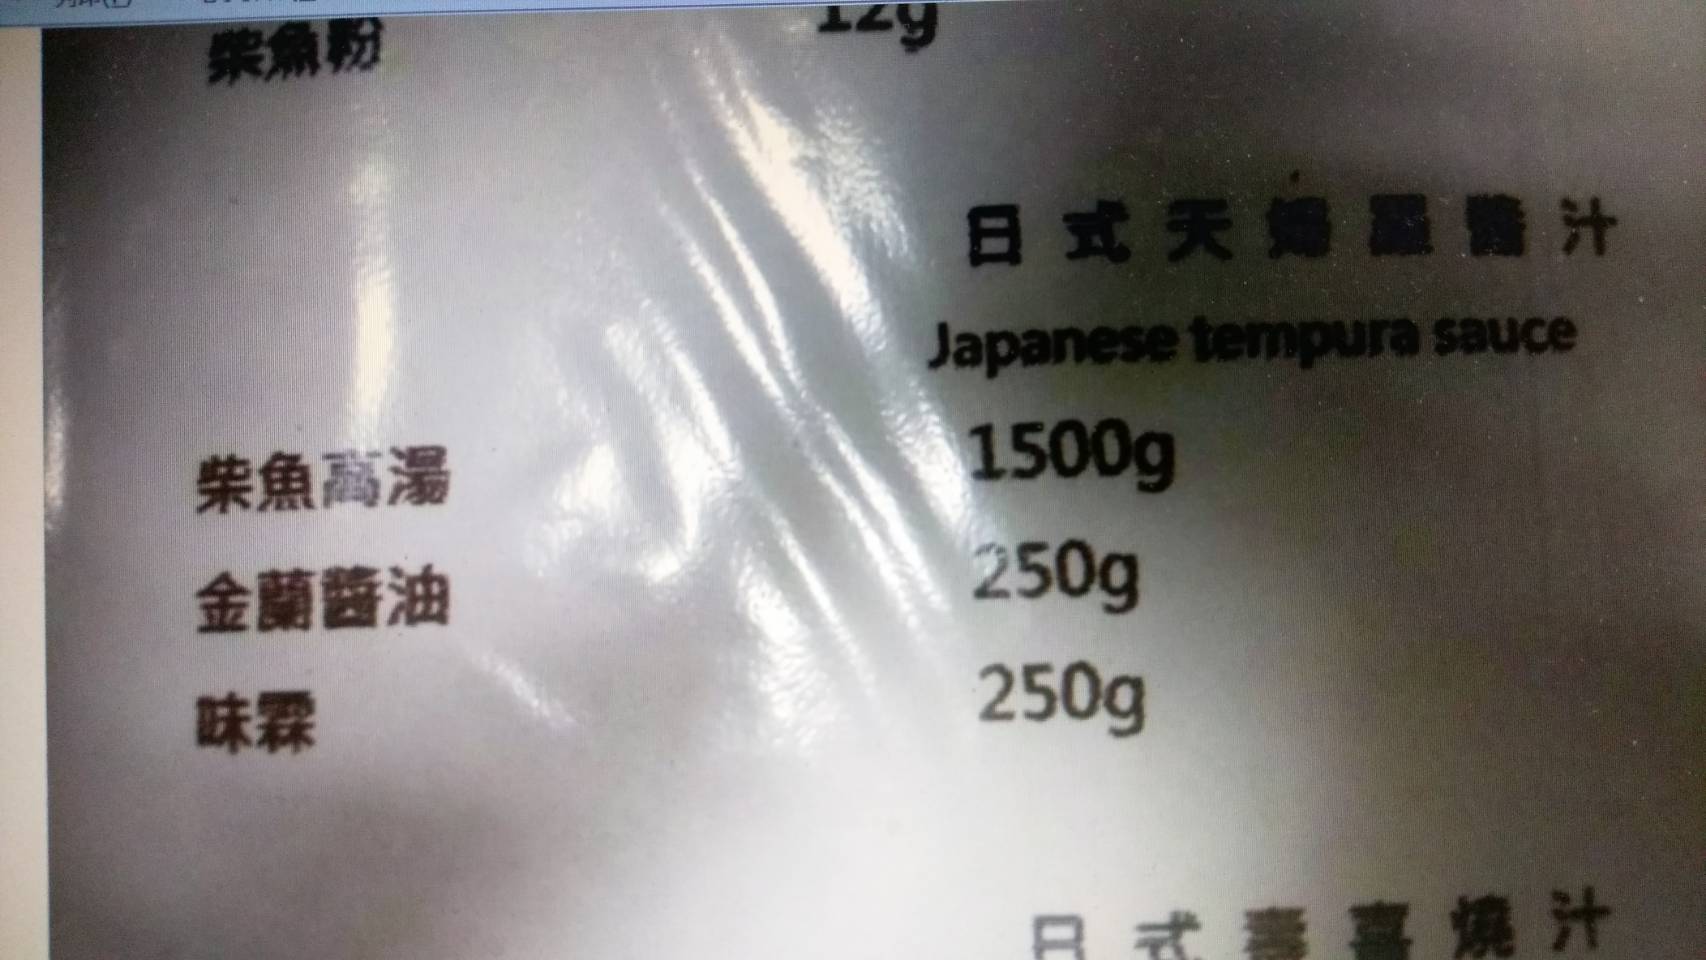 柴魚粉 12g
日式天婦羅醬汁
Japanese tempura sauce
柴魚高湯 1500g
金蘭醬油 250g
味霖 250g
日式壽喜燒汁